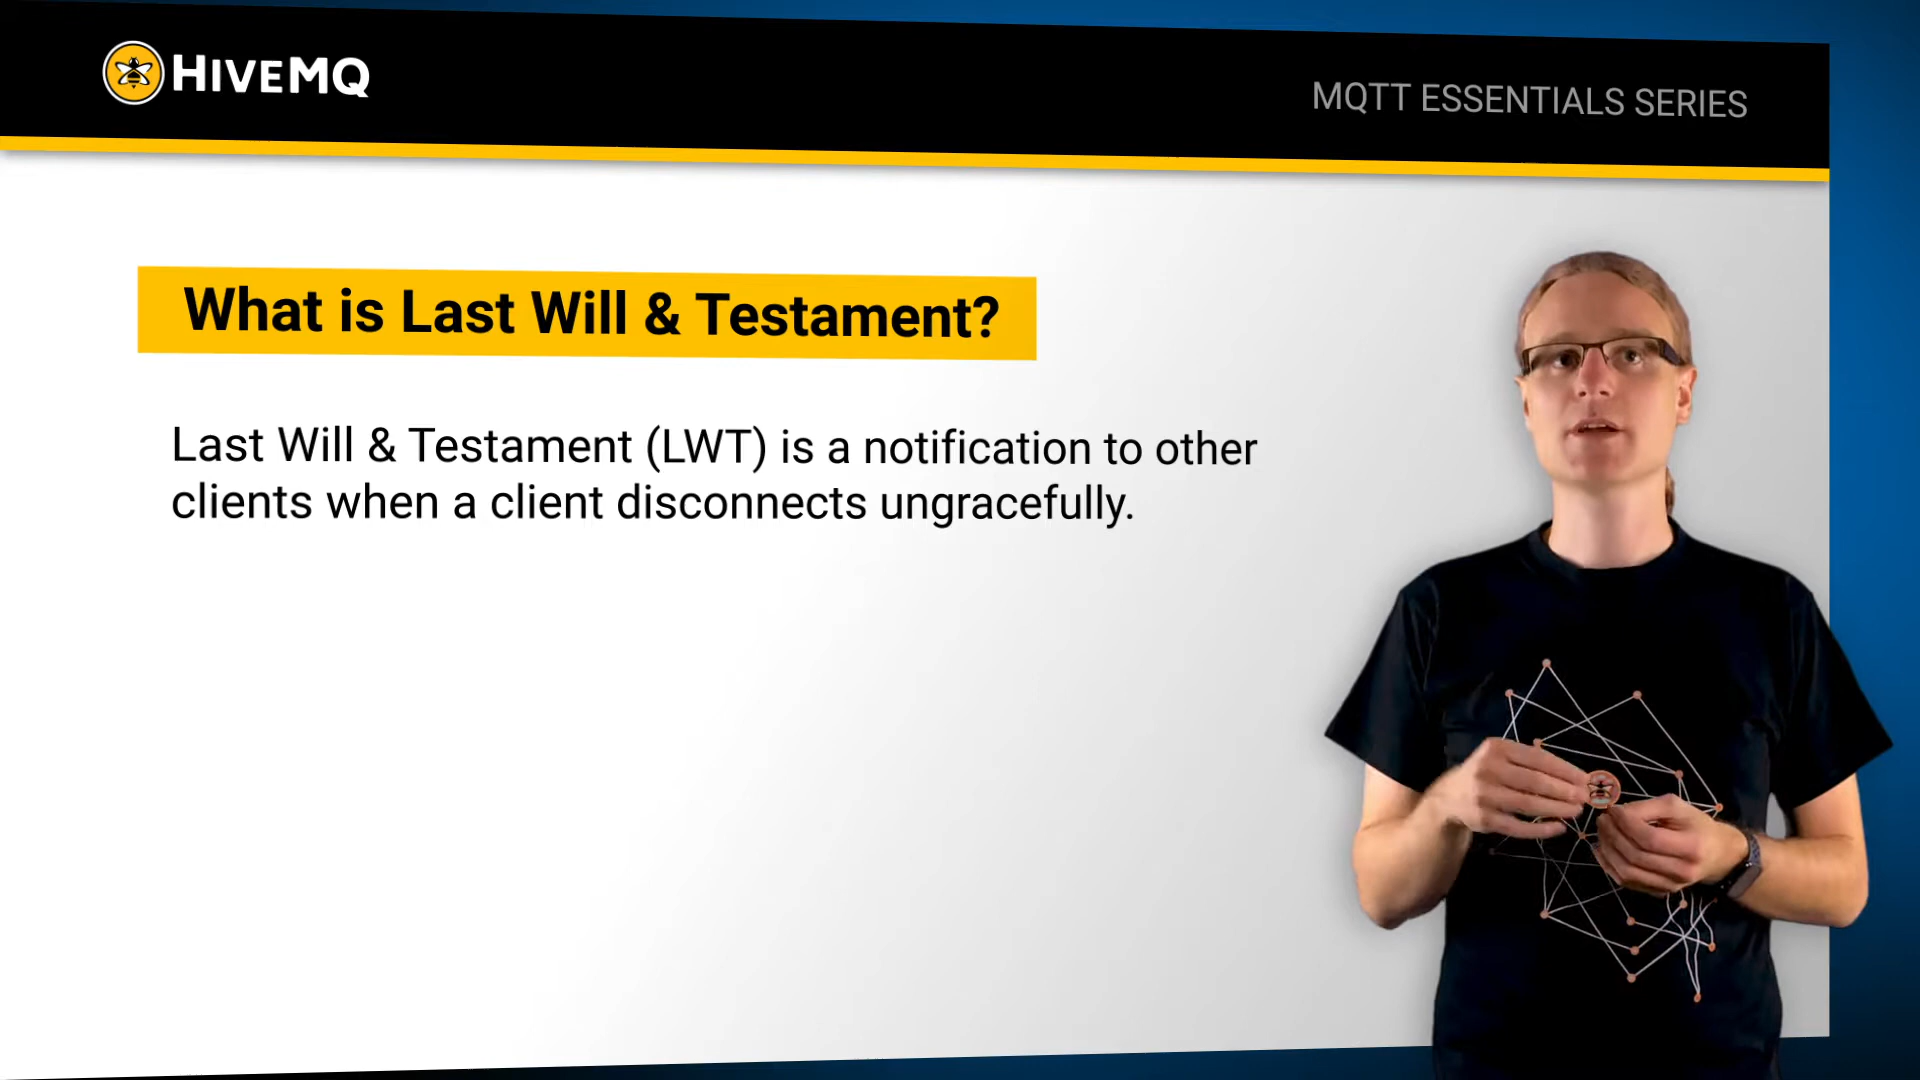 HIVEMQ
MQTT ESSENTIALS SERIES
What is Last Will & Testament?
Last Will & Testament (LWT) is a notification to other
clients when a client disconnects ungracefully.